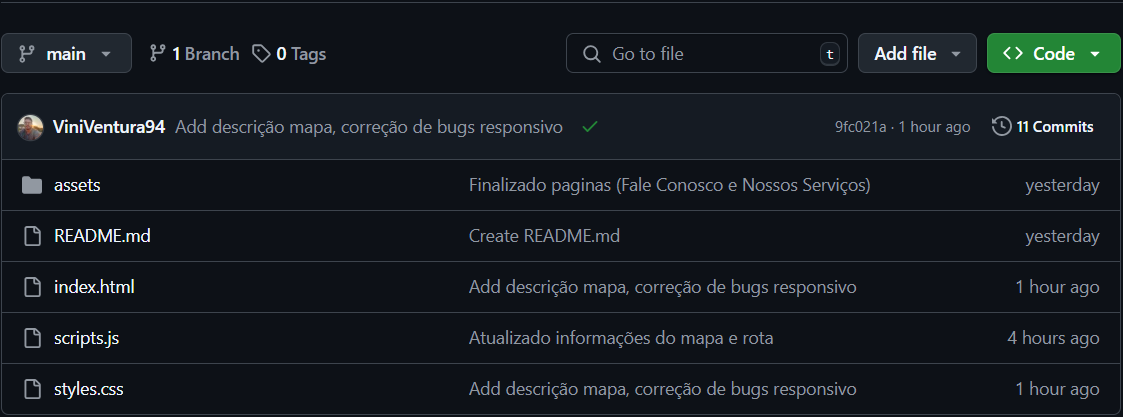 main 1 Branch 0 Tags Go to file t Add file Code
ViniVentura94 Add descrição mapa, correção de bugs responsivo 9fc021a · 1 hour ago 11 Commits
assets Finalizado paginas (Fale Conosco e Nossos Serviços) yesterday
README.md Create README.md yesterday
index.html Add descrição mapa, correção de bugs responsivo 1 hour ago
scripts.js Atualizado informações do mapa e rota 4 hours ago
styles.css Add descrição mapa, correção de bugs responsivo 1 hour ago